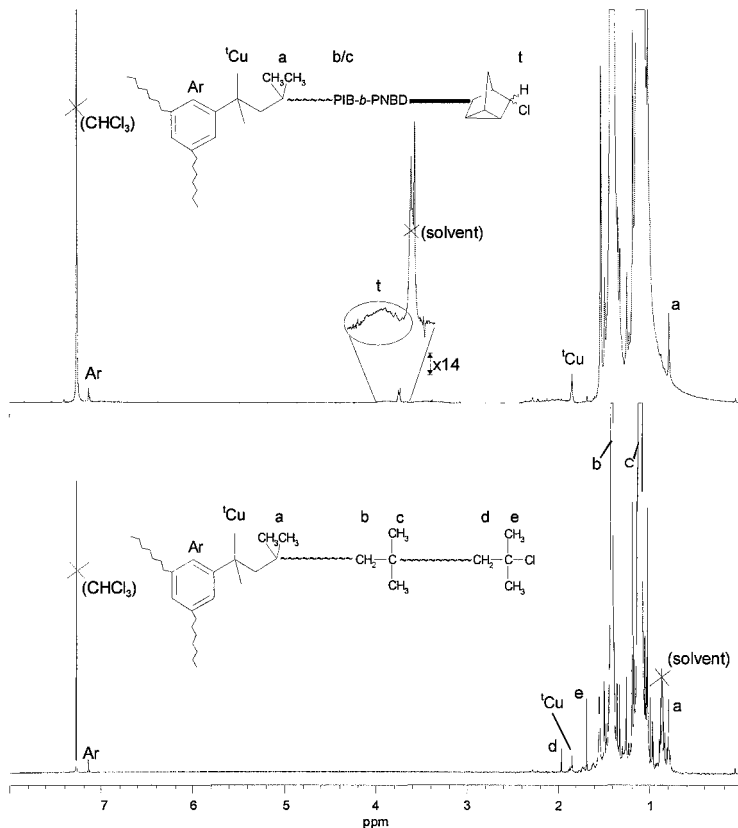 ᵗCu a b/c t
Ar CH₃CH₃ H
PIB-b-PNBD Cl
(CHCl₃)
(solvent)
t
a
x14
Ar ᵗCu
b c
ᵗCu a b c d e
Ar CH₃CH₃ CH₃ CH₃
CH₂ C CH₂ C Cl
(CHCl₃) CH₃ CH₃
(solvent)
ᵗCu e a
Ar d
7 6 5 4 3 2 1
ppm